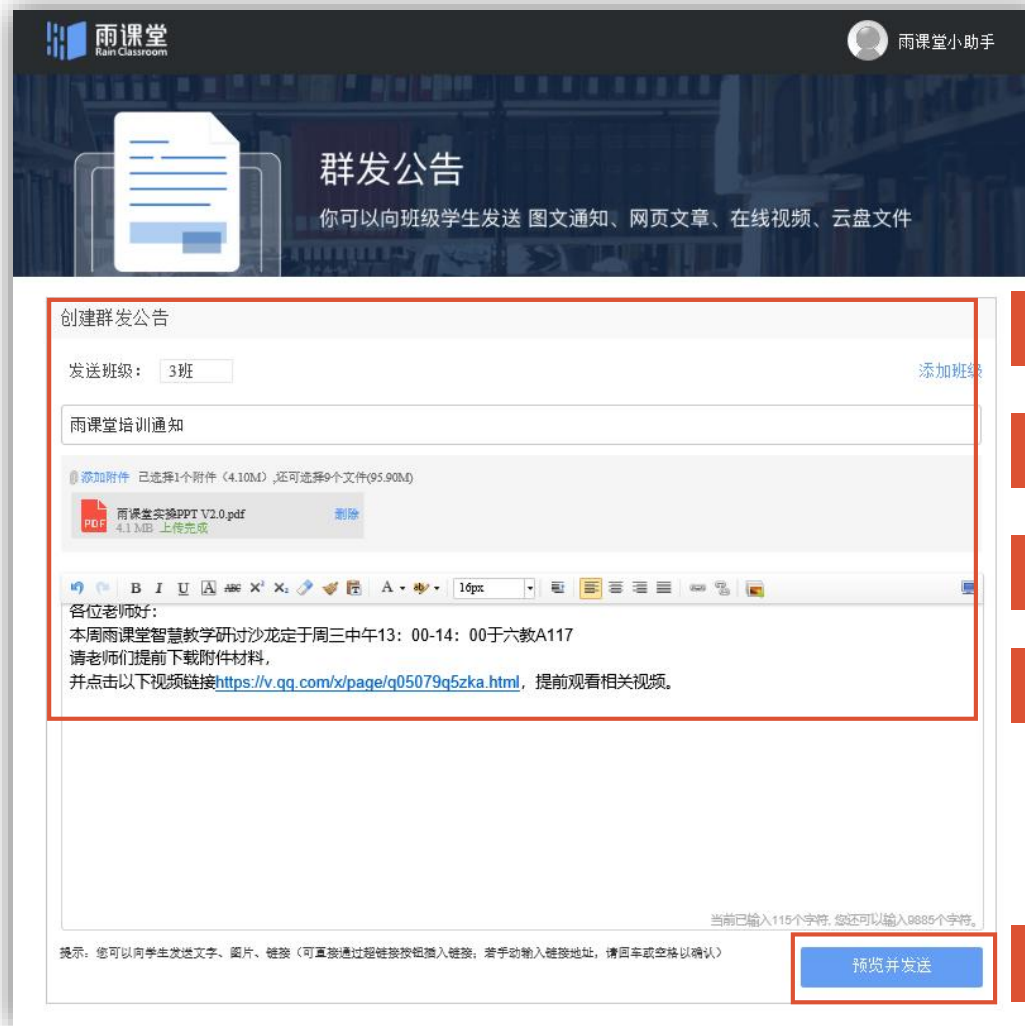 雨课堂
Rain Classroom
雨课堂小助手
群发公告
你可以向班级学生发送 图文通知、网页文章、在线视频、云盘文件
创建群发公告
发送班级： 3班
添加班级
雨课堂培训通知
添加附件 已选择1个附件（4.10M）,还可选择9个文件(95.90M)
雨课堂实操PPT V2.0.pdf 删除
PDF 4.1 MB 上传完成
B I U A ABC X² X₂ A 16px
各位老师好：
本周雨课堂智慧教学研讨沙龙定于周三中午13：00-14：00于六教A117
请老师们提前下载附件材料，
并点击以下视频链接https://v.qq.com/x/page/q05079q5zka.html，提前观看相关视频。
当前已输入115个字符, 您还可以输入9885个字符。
提示：您可以向学生发送文字、图片、链接（可直接通过超链接按钮插入链接；若手动输入链接地址，请回车或空格以确认）
预览并发送